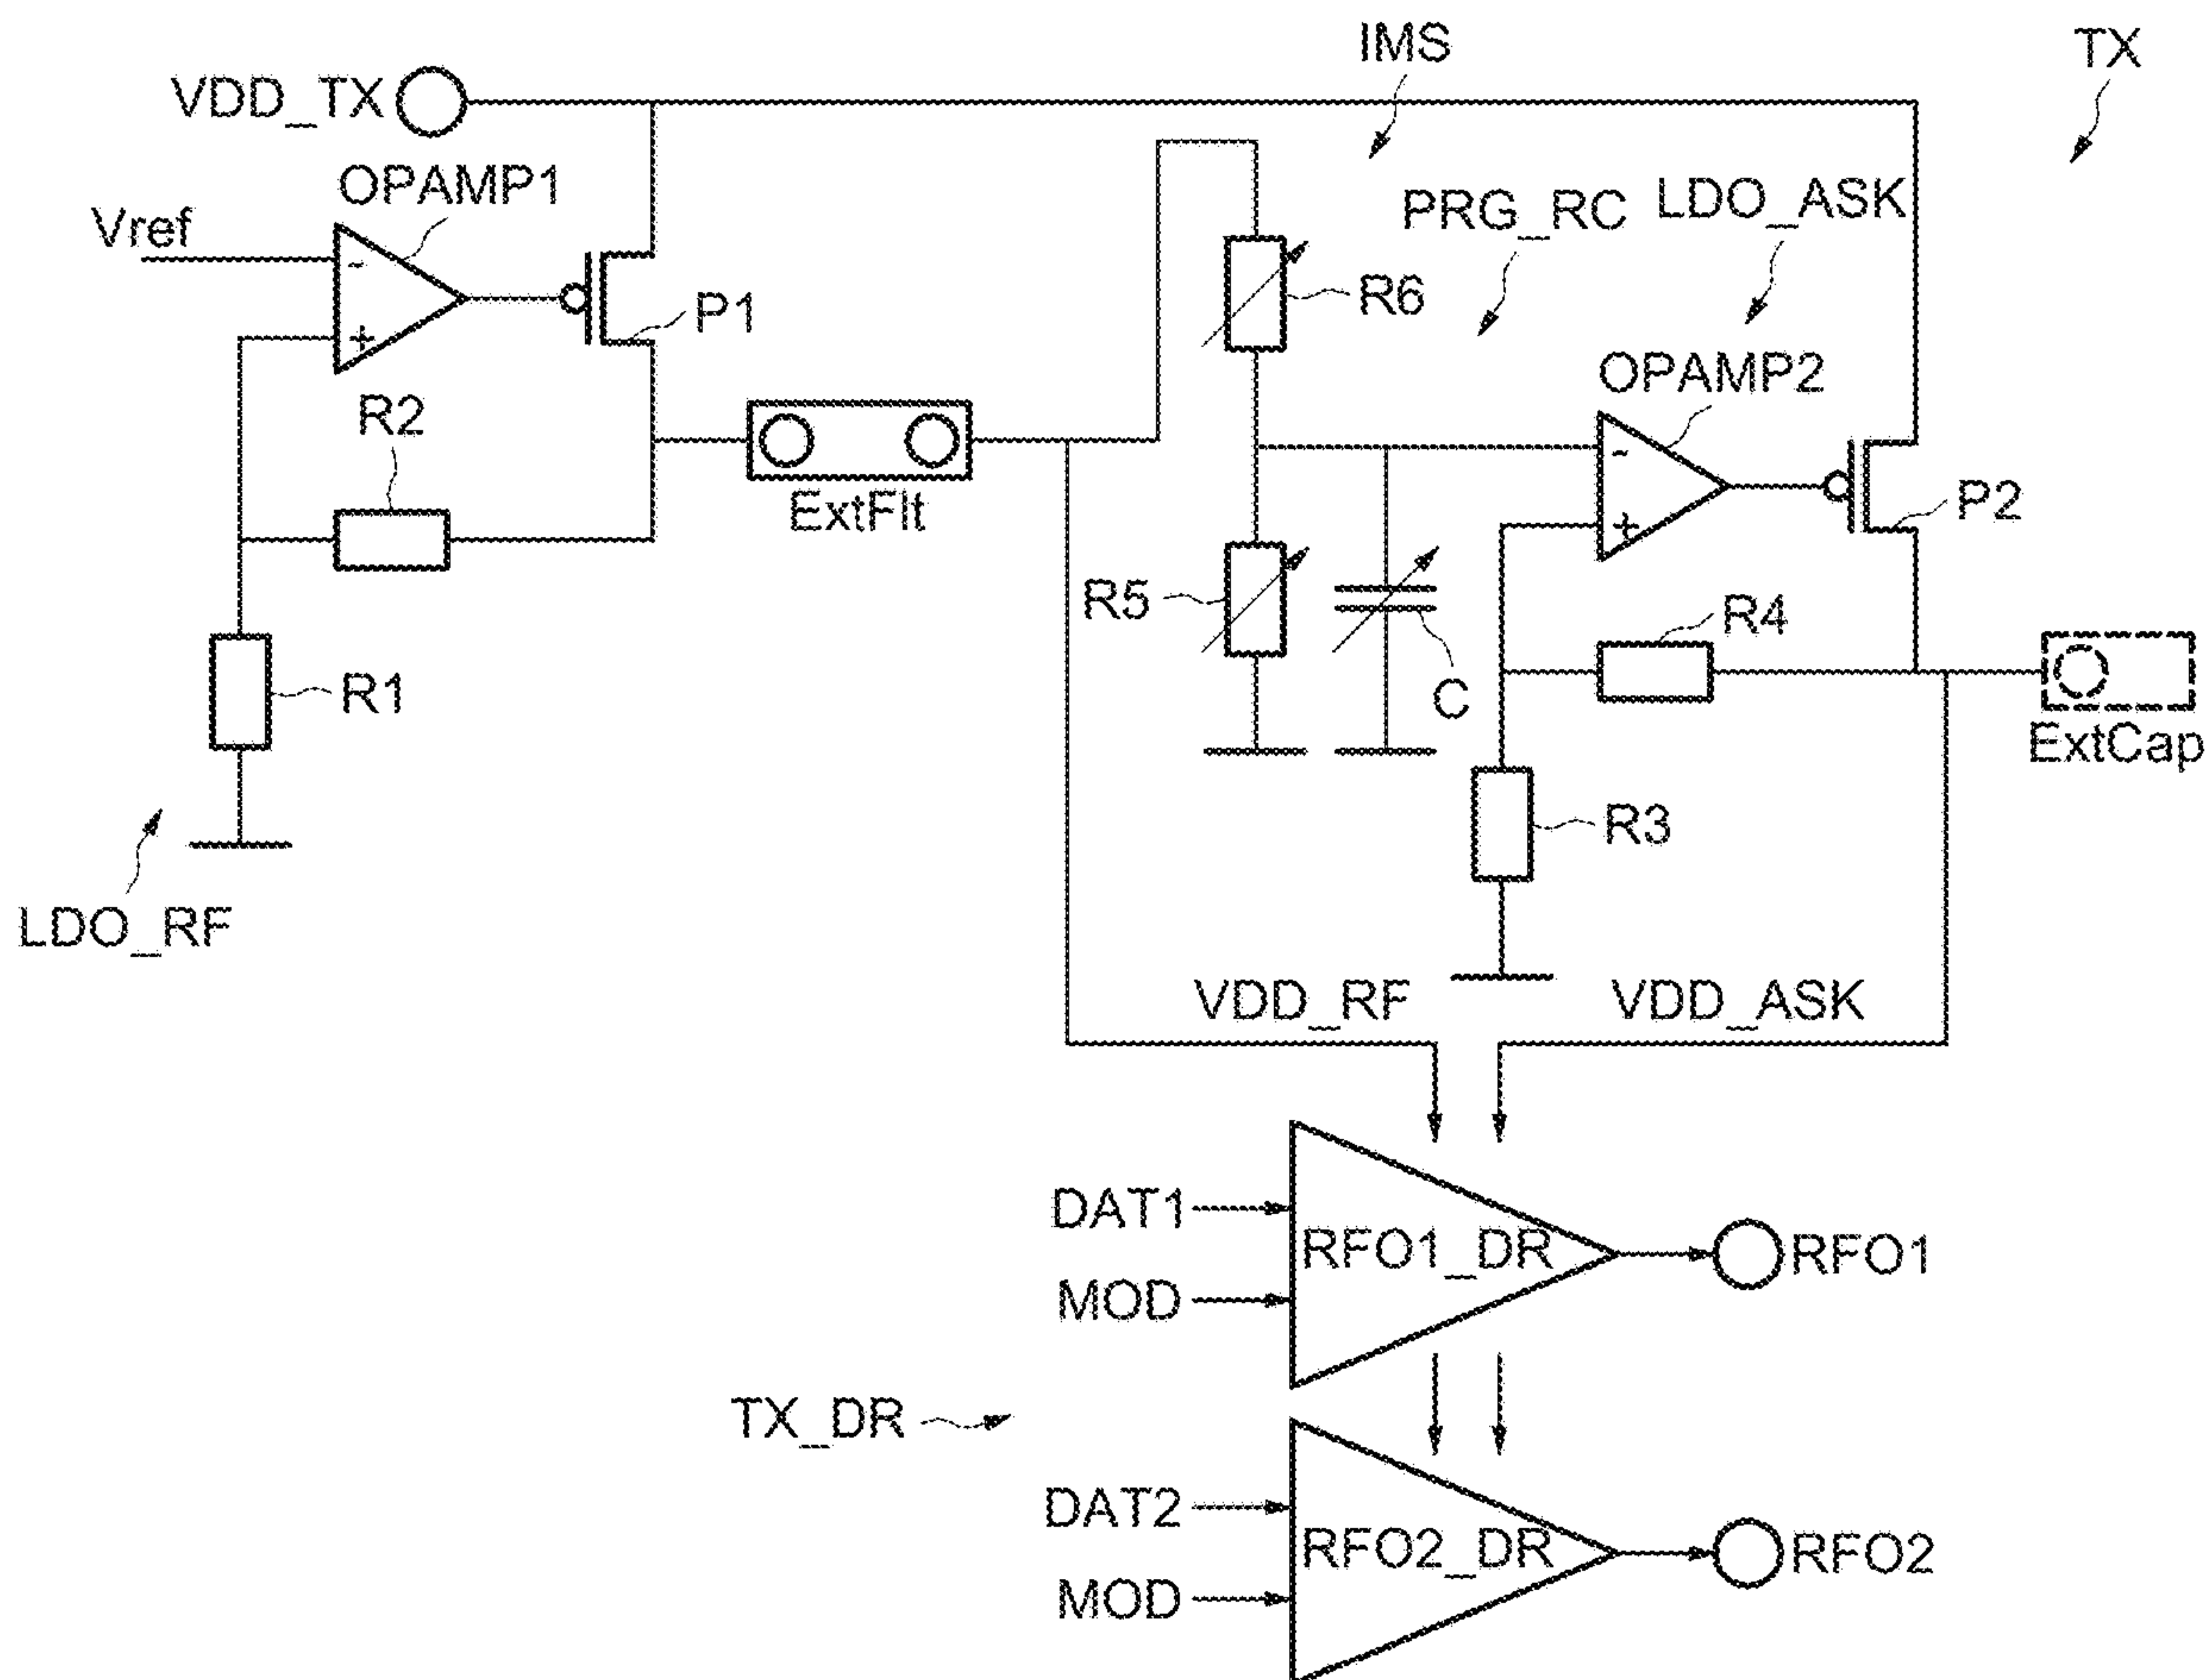 IMS
TX
VDD_TX
OPAMP1
Vref
PRG_RC
LDO_ASK
-
+
P1
R6
OPAMP2
R2
ExtFlt
-
+
P2
R5
R4
C
R1
ExtCap
R3
LDO_RF
VDD_RF
VDD_ASK
DAT1
RFO1_DR
RFO1
MOD
TX_DR
DAT2
RFO2_DR
RFO2
MOD